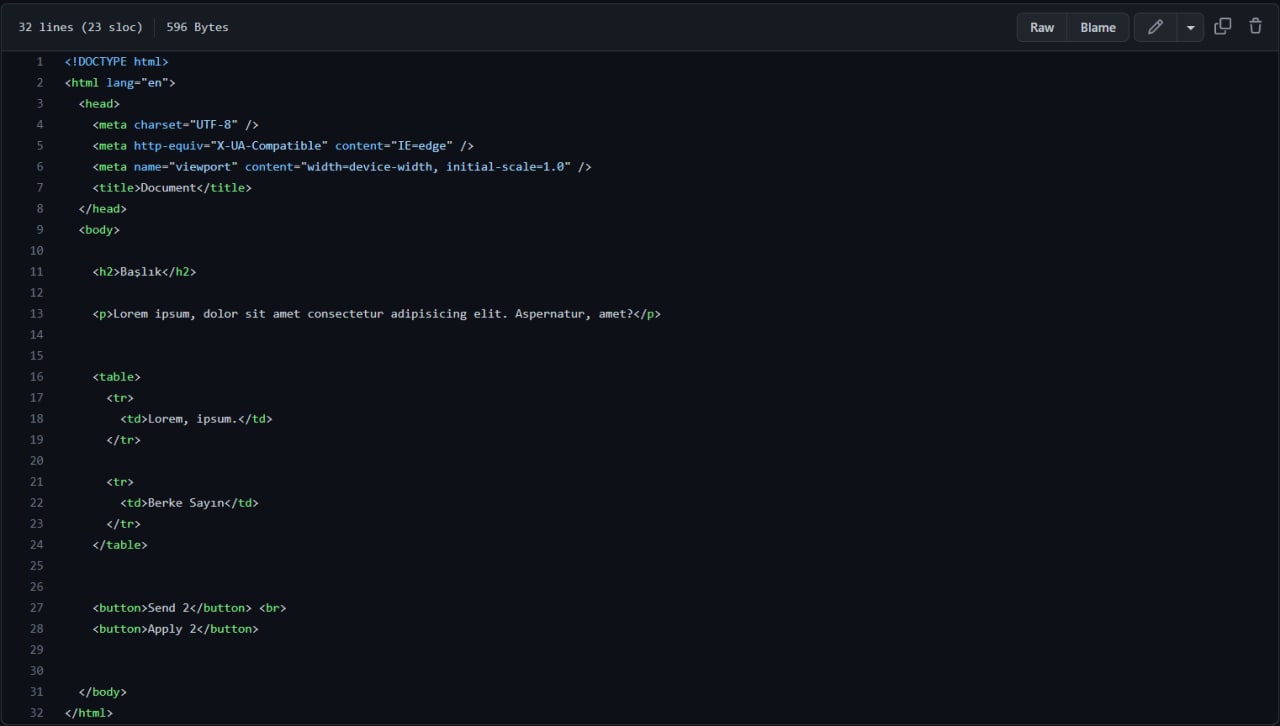 32 lines (23 sloc) 596 Bytes Raw Blame
1 <!DOCTYPE html>
2 <html lang="en">
3 <head>
4 <meta charset="UTF-8" />
5 <meta http-equiv="X-UA-Compatible" content="IE=edge" />
6 <meta name="viewport" content="width=device-width, initial-scale=1.0" />
7 <title>Document</title>
8 </head>
9 <body>
10
11 <h2>Başlık</h2>
12
13 <p>Lorem ipsum, dolor sit amet consectetur adipisicing elit. Aspernatur, amet?</p>
14
15
16 <table>
17 <tr>
18 <td>Lorem, ipsum.</td>
19 </tr>
20
21 <tr>
22 <td>Berke Sayın</td>
23 </tr>
24 </table>
25
26
27 <button>Send 2</button> <br>
28 <button>Apply 2</button>
29
30
31 </body>
32 </html>